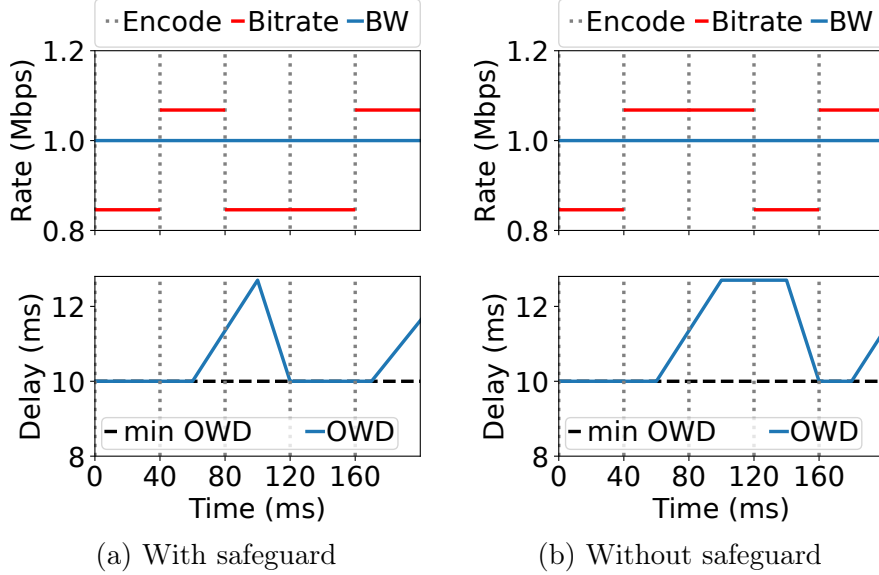 Encode Bitrate BW
Rate (Mbps)
1.2
1.0
0.8
Delay (ms)
12
10
8
min OWD OWD
0 40 80 120 160
Time (ms)
(a) With safeguard
Encode Bitrate BW
Rate (Mbps)
1.2
1.0
0.8
Delay (ms)
12
10
8
min OWD OWD
0 40 80 120 160
Time (ms)
(b) Without safeguard